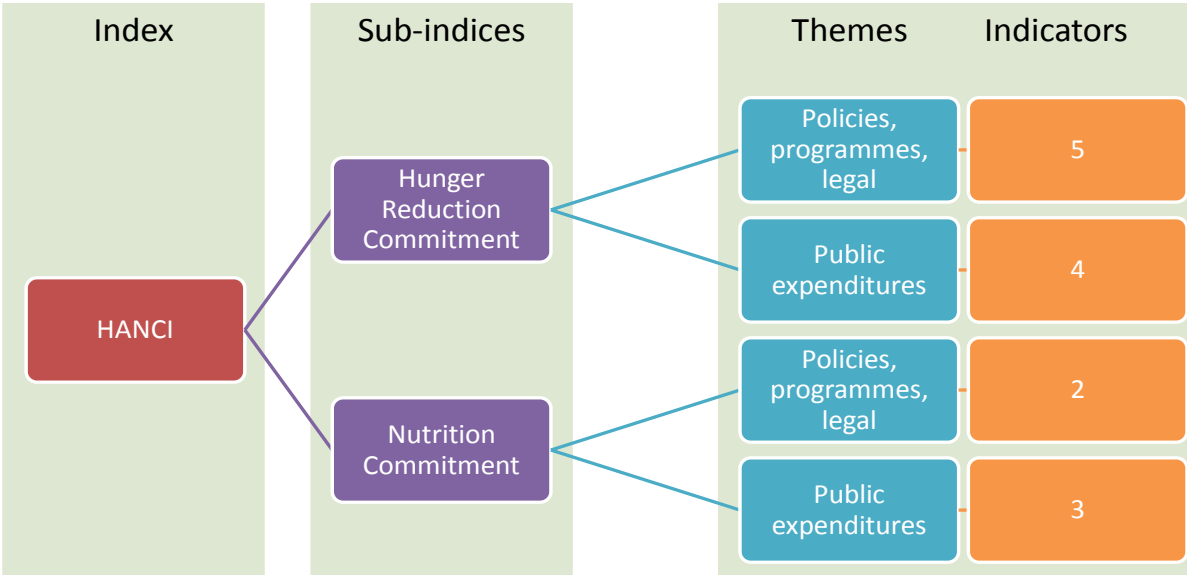 Index
Sub-indices
Themes
Indicators
HANCI
Hunger
Reduction
Commitment
Policies,
programmes,
legal
5
Public
expenditures
4
Nutrition
Commitment
Policies,
programmes,
legal
2
Public
expenditures
3